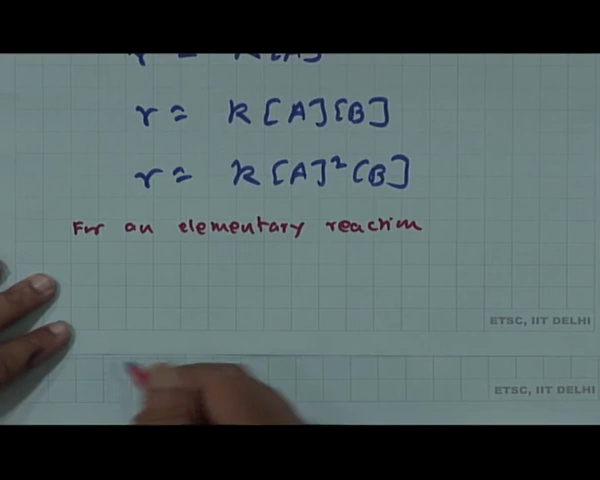 r = k[A]
r = k[A][B]
r = k[A]²[B]
For an elementary reaction
ETSC, IIT DELHI
ETSC, IIT DELHI